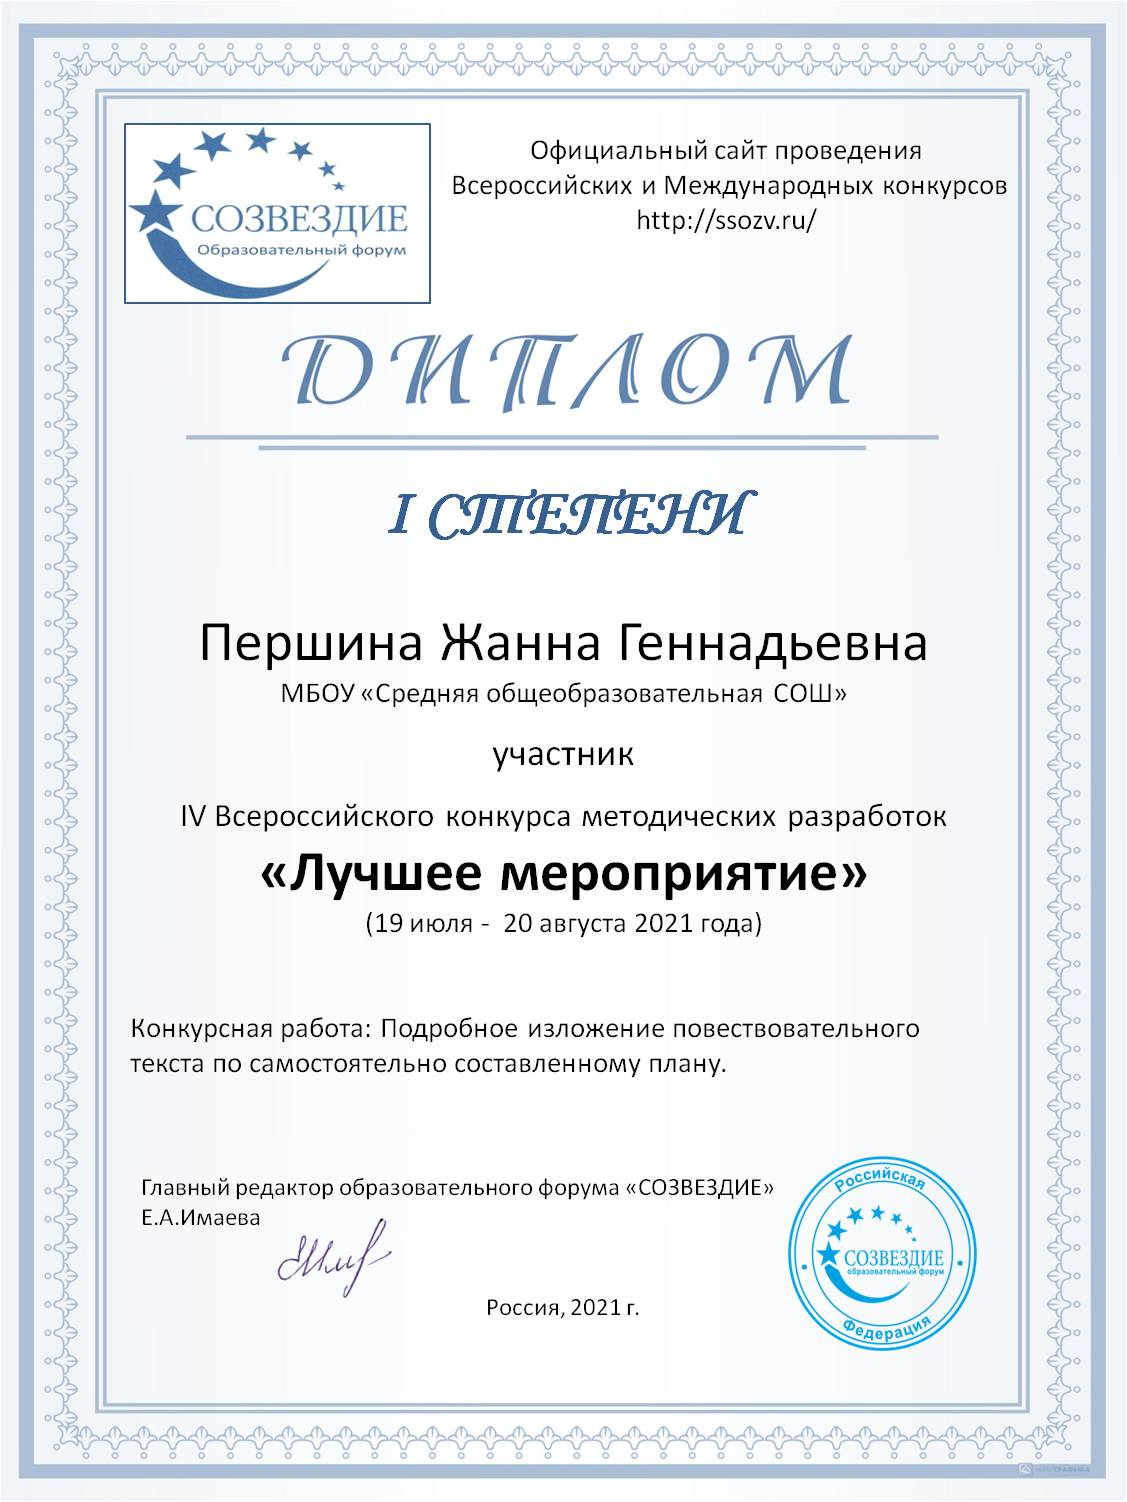 СОЗВЕЗДИЕ
Образовательный форум
Официальный сайт проведения
Всероссийских и Международных конкурсов
http://ssozv.ru/
ДИПЛОМ
I СТЕПЕНИ
Першина Жанна Геннадьевна
МБОУ «Средняя общеобразовательная СОШ»
участник
IV Всероссийского конкурса методических разработок
«Лучшее мероприятие»
(19 июля - 20 августа 2021 года)
Конкурсная работа: Подробное изложение повествовательного
текста по самостоятельно составленному плану.
Главный редактор образовательного форума «СОЗВЕЗДИЕ»
Е.А.Имаева
Россия, 2021 г.
Российская
СОЗВЕЗДИЕ
образовательный форум
Федерация